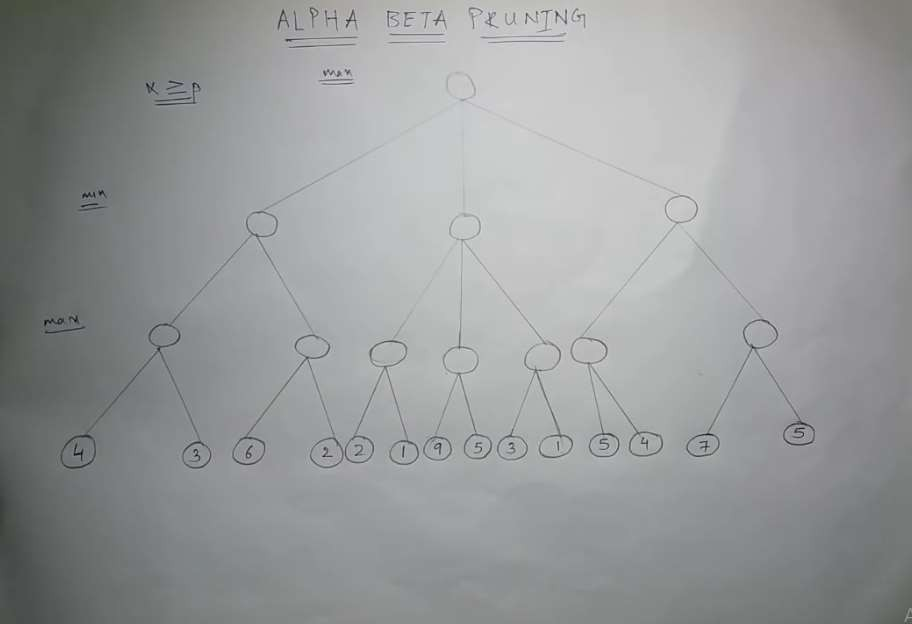 ALPHA BETA PRUNING
max
α ≥ β
min
max
4 3 6 2 2 1 9 5 3 1 5 4 7 5